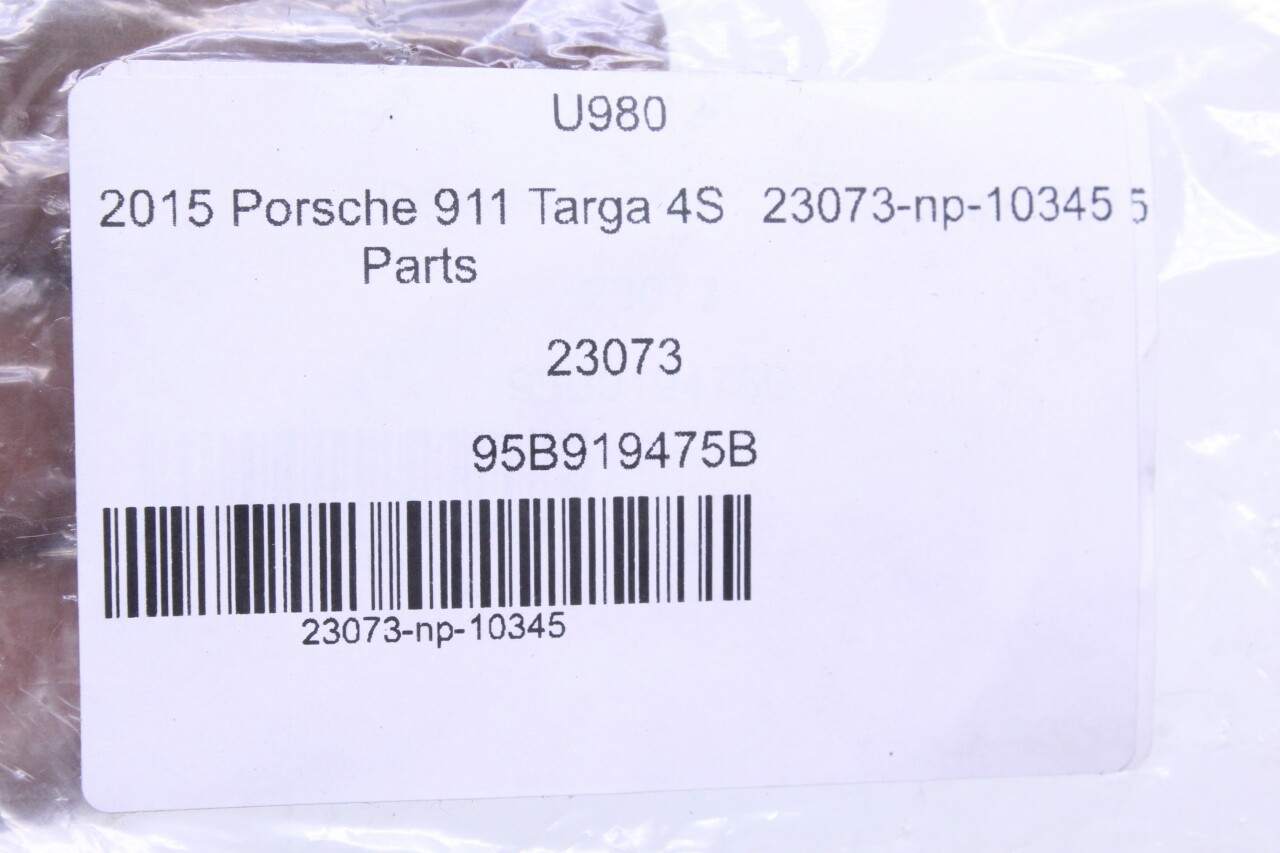 U980
2015 Porsche 911 Targa 4S 23073-np-10345 5
Parts
23073
95B919475B
23073-np-10345